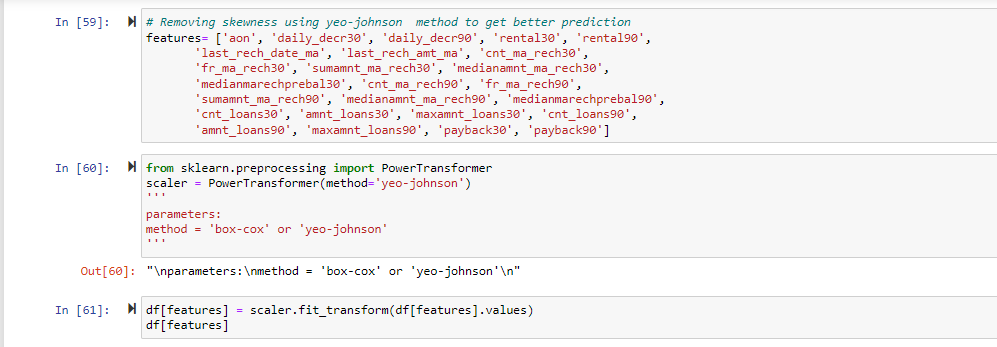 In [59]: # Removing skewness using yeo-johnson  method to get better prediction
features= ['aon', 'daily_decr30', 'daily_decr90', 'rental30', 'rental90',
'last_rech_date_ma', 'last_rech_amt_ma', 'cnt_ma_rech30',
'fr_ma_rech30', 'sumamnt_ma_rech30', 'medianamnt_ma_rech30',
'medianmarechprebal30', 'cnt_ma_rech90', 'fr_ma_rech90',
'sumamnt_ma_rech90', 'medianamnt_ma_rech90', 'medianmarechprebal90',
'cnt_loans30', 'amnt_loans30', 'maxamnt_loans30', 'cnt_loans90',
'amnt_loans90', 'maxamnt_loans90', 'payback30', 'payback90']
In [60]: from sklearn.preprocessing import PowerTransformer
scaler = PowerTransformer(method='yeo-johnson')
'''
parameters:
method = 'box-cox' or 'yeo-johnson'
'''
Out[60]: "\nparameters:\nmethod = 'box-cox' or 'yeo-johnson'\n"
In [61]: df[features] = scaler.fit_transform(df[features].values)
df[features]